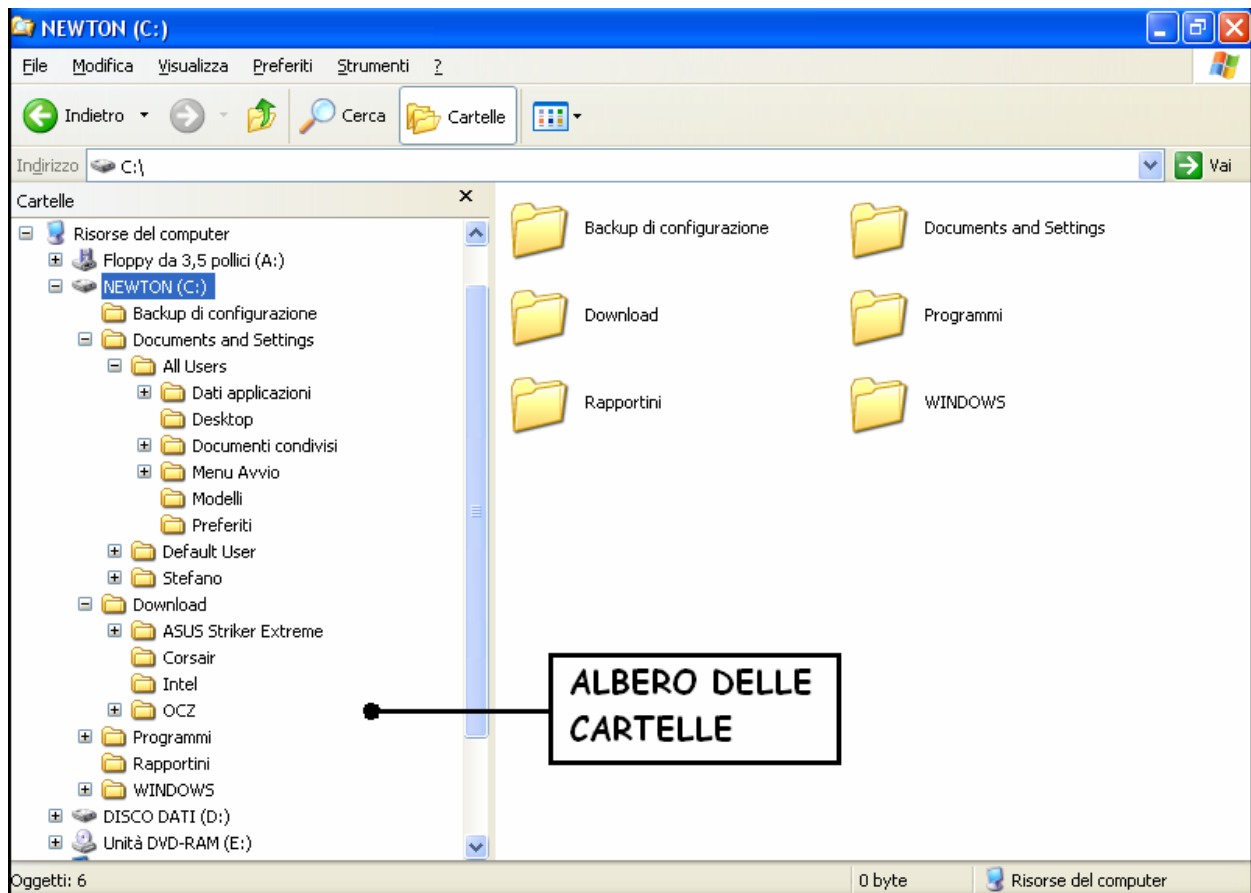 NEWTON (C:)
File Modifica Visualizza Preferiti Strumenti ?
Indietro Cerca Cartelle
Indirizzo C:\ Vai
Cartelle
Risorse del computer
Floppy da 3,5 pollici (A:)
NEWTON (C:)
Backup di configurazione
Documents and Settings
All Users
Dati applicazioni
Desktop
Documenti condivisi
Menu Avvio
Modelli
Preferiti
Default User
Stefano
Download
ASUS Striker Extreme
Corsair
Intel
OCZ
Programmi
Rapportini
WINDOWS
DISCO DATI (D:)
Unità DVD-RAM (E:)
Backup di configurazione Documents and Settings
Download Programmi
Rapportini WINDOWS
ALBERO DELLE
CARTELLE
Oggetti: 6 0 byte Risorse del computer